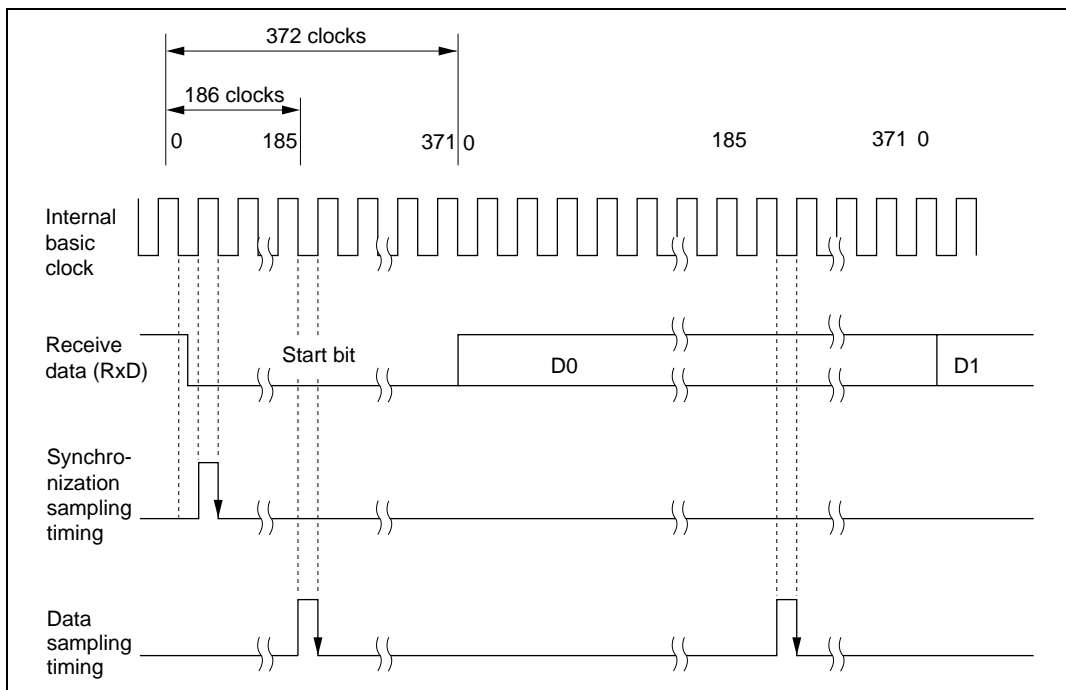 372 clocks
186 clocks
0 185 371 0 185 371 0
Internal
basic
clock
Receive
data (RxD)
Start bit
D0
D1
Synchro-
nization
sampling
timing
Data
sampling
timing